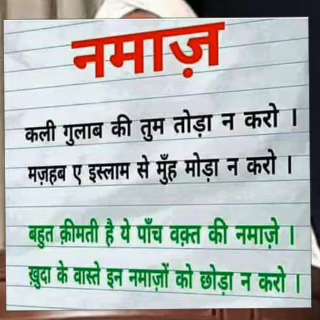 नमाज़
कली गुलाब की तुम तोड़ा न करो ।
मज़हब ए इस्लाम से मुँह मोड़ा न करो ।
बहुत क़ीमती है ये पाँच वक़्त की नमाज़े ।
ख़ुदा के वास्ते इन नमाज़ों को छोड़ा न करो ।